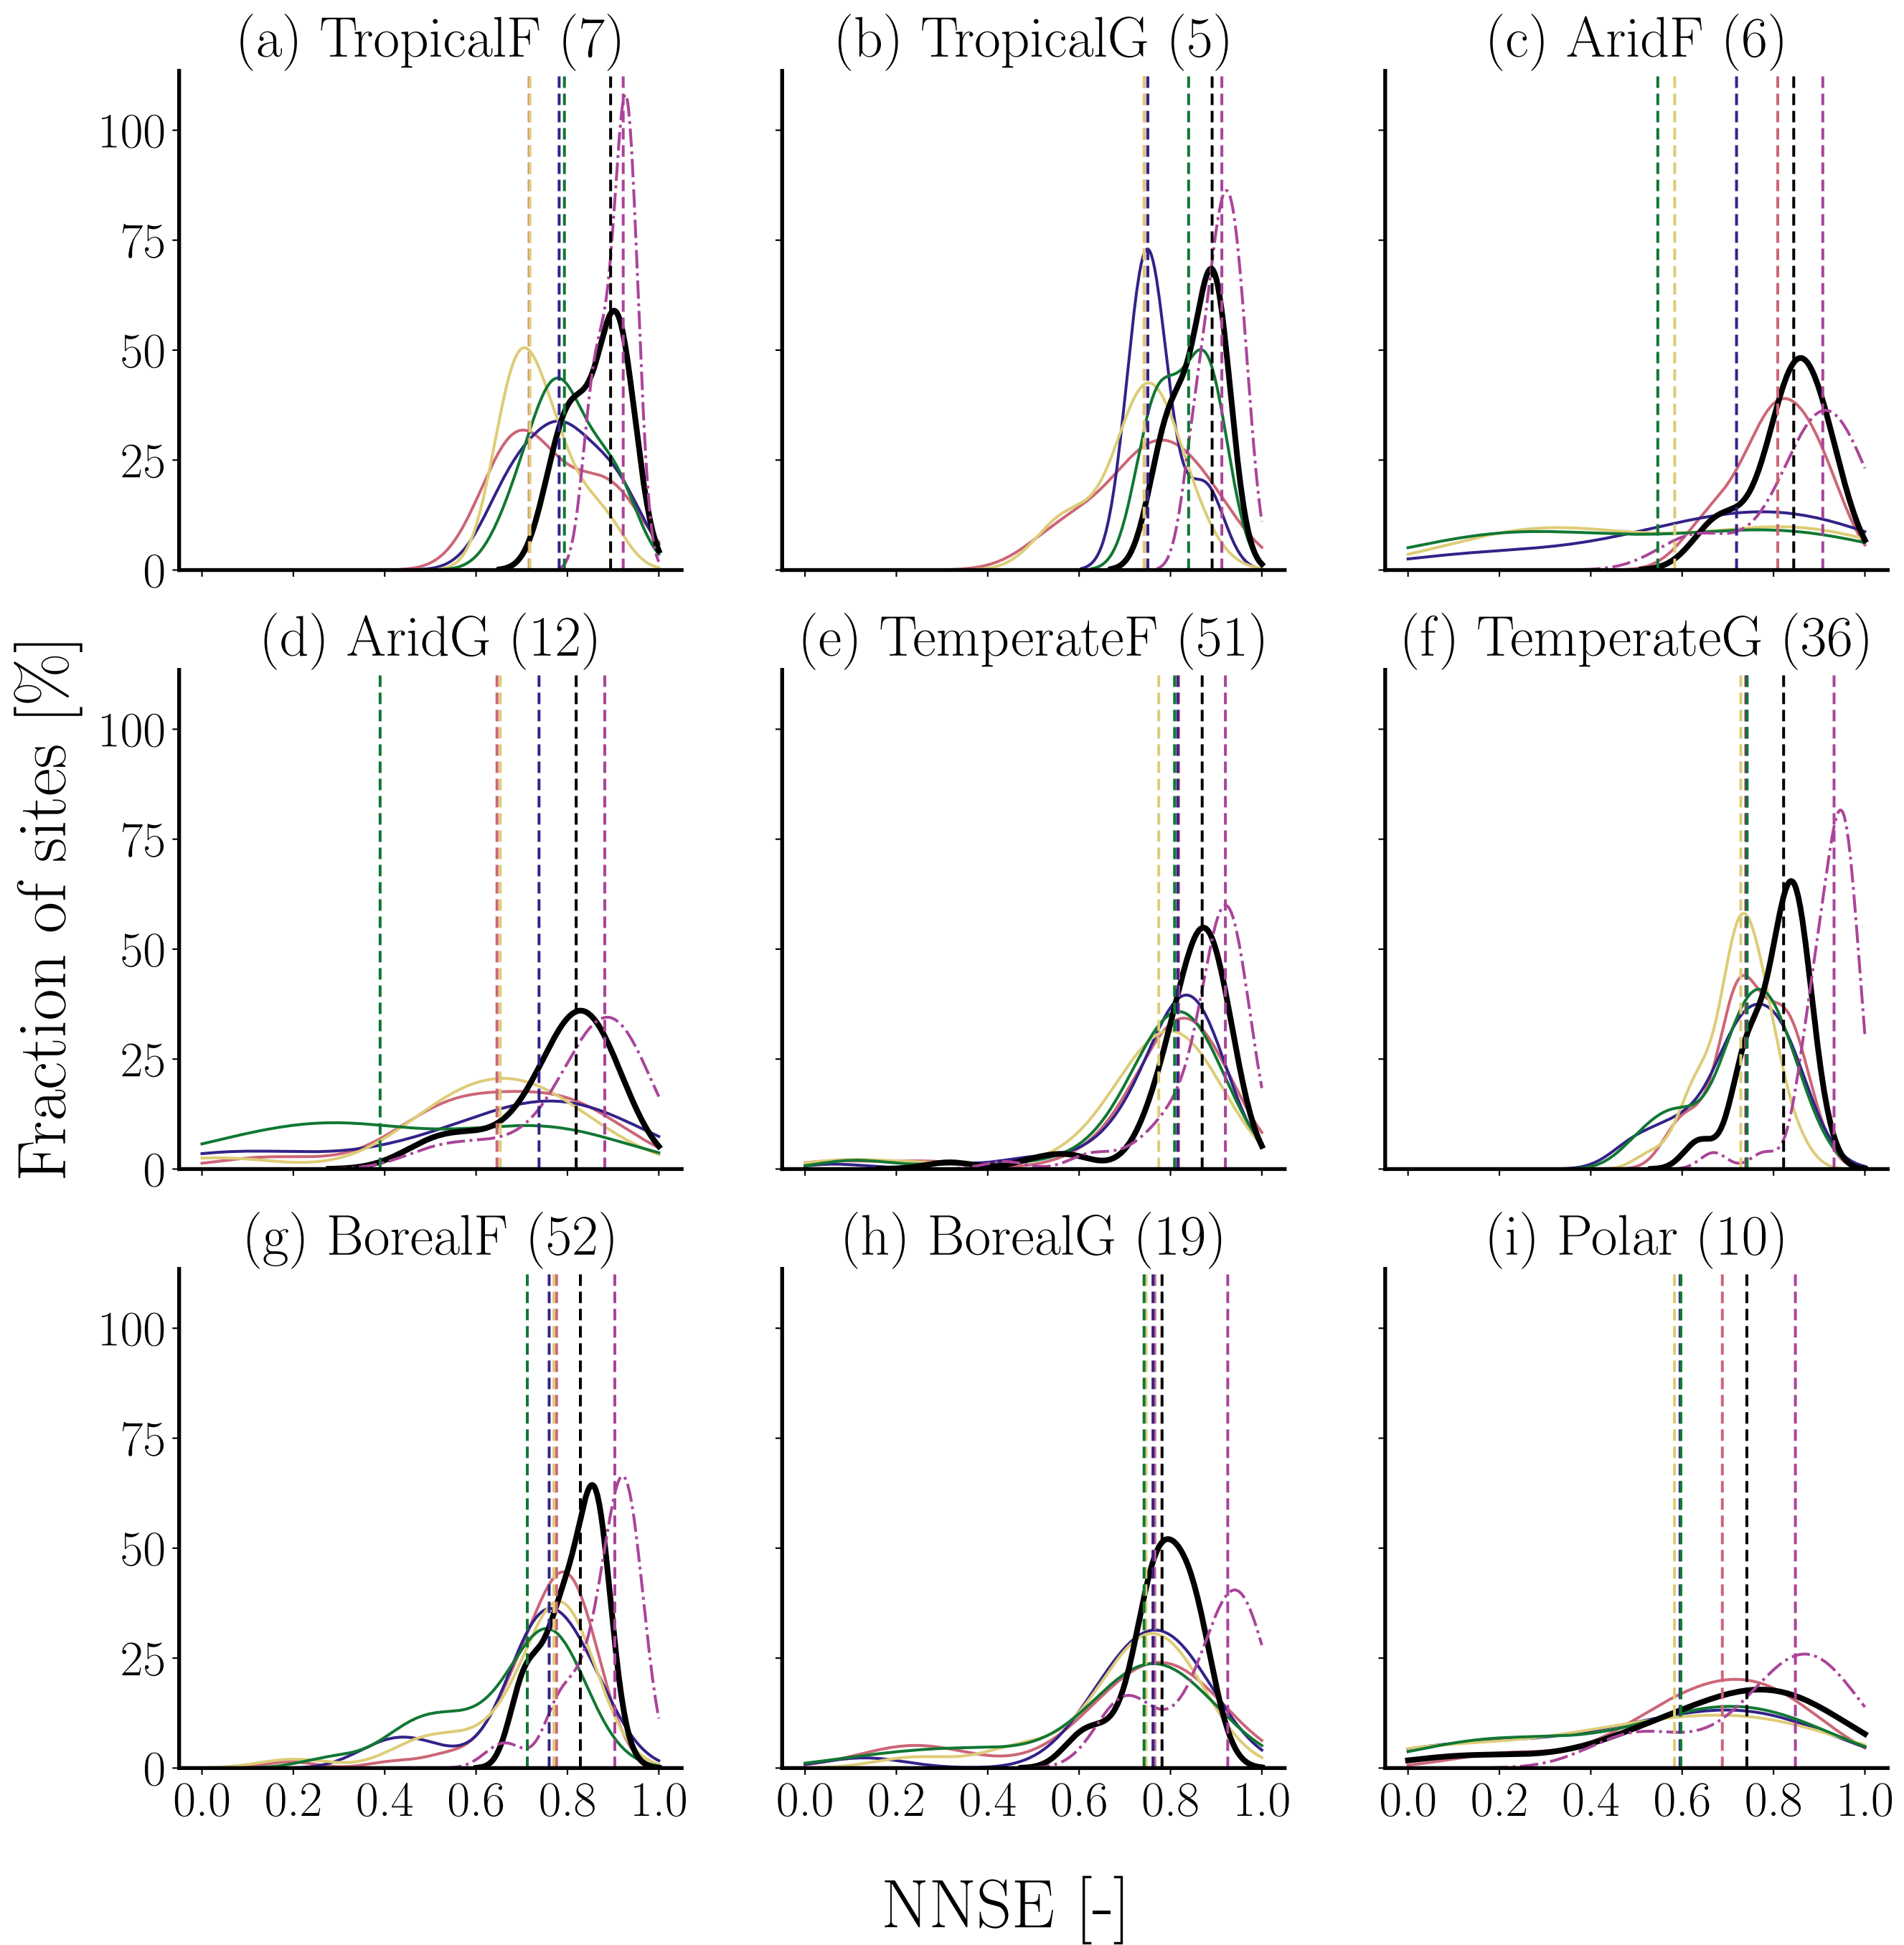 (a) TropicalF (7)
(b) TropicalG (5)
(c) AridF (6)
100
75
50
25
0
(d) AridG (12)
(e) TemperateF (51)
(f) TemperateG (36)
100
75
50
25
0
Fraction of sites [%]
(g) BorealF (52)
(h) BorealG (19)
(i) Polar (10)
100
75
50
25
0
0.0 0.2 0.4 0.6 0.8 1.0
0.0 0.2 0.4 0.6 0.8 1.0
0.0 0.2 0.4 0.6 0.8 1.0
NNSE [-]